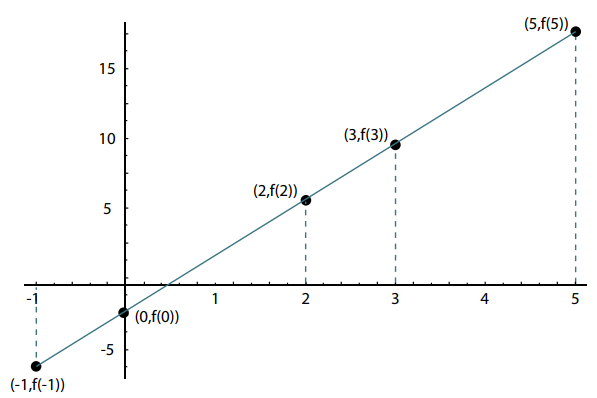 (5,f(5))
15
10
(3,f(3))
(2,f(2))
5
-1
1
2
3
4
5
(0,f(0))
-5
(-1,f(-1))